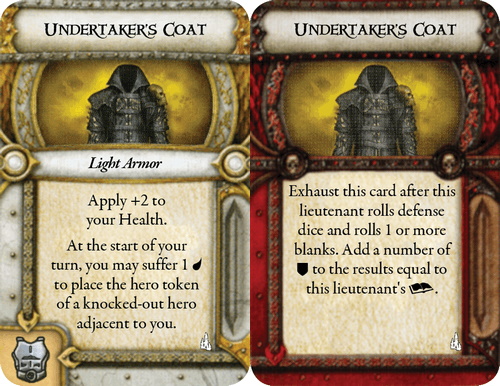 Undertaker's Coat
Light Armor
Apply +2 to
your Health.
At the start of your
turn, you may suffer 1
to place the hero token
of a knocked-out hero
adjacent to you.
Undertaker's Coat
Exhaust this card after this
lieutenant rolls defense
dice and rolls 1 or more
blanks. Add a number of
to the results equal to
this lieutenant's .